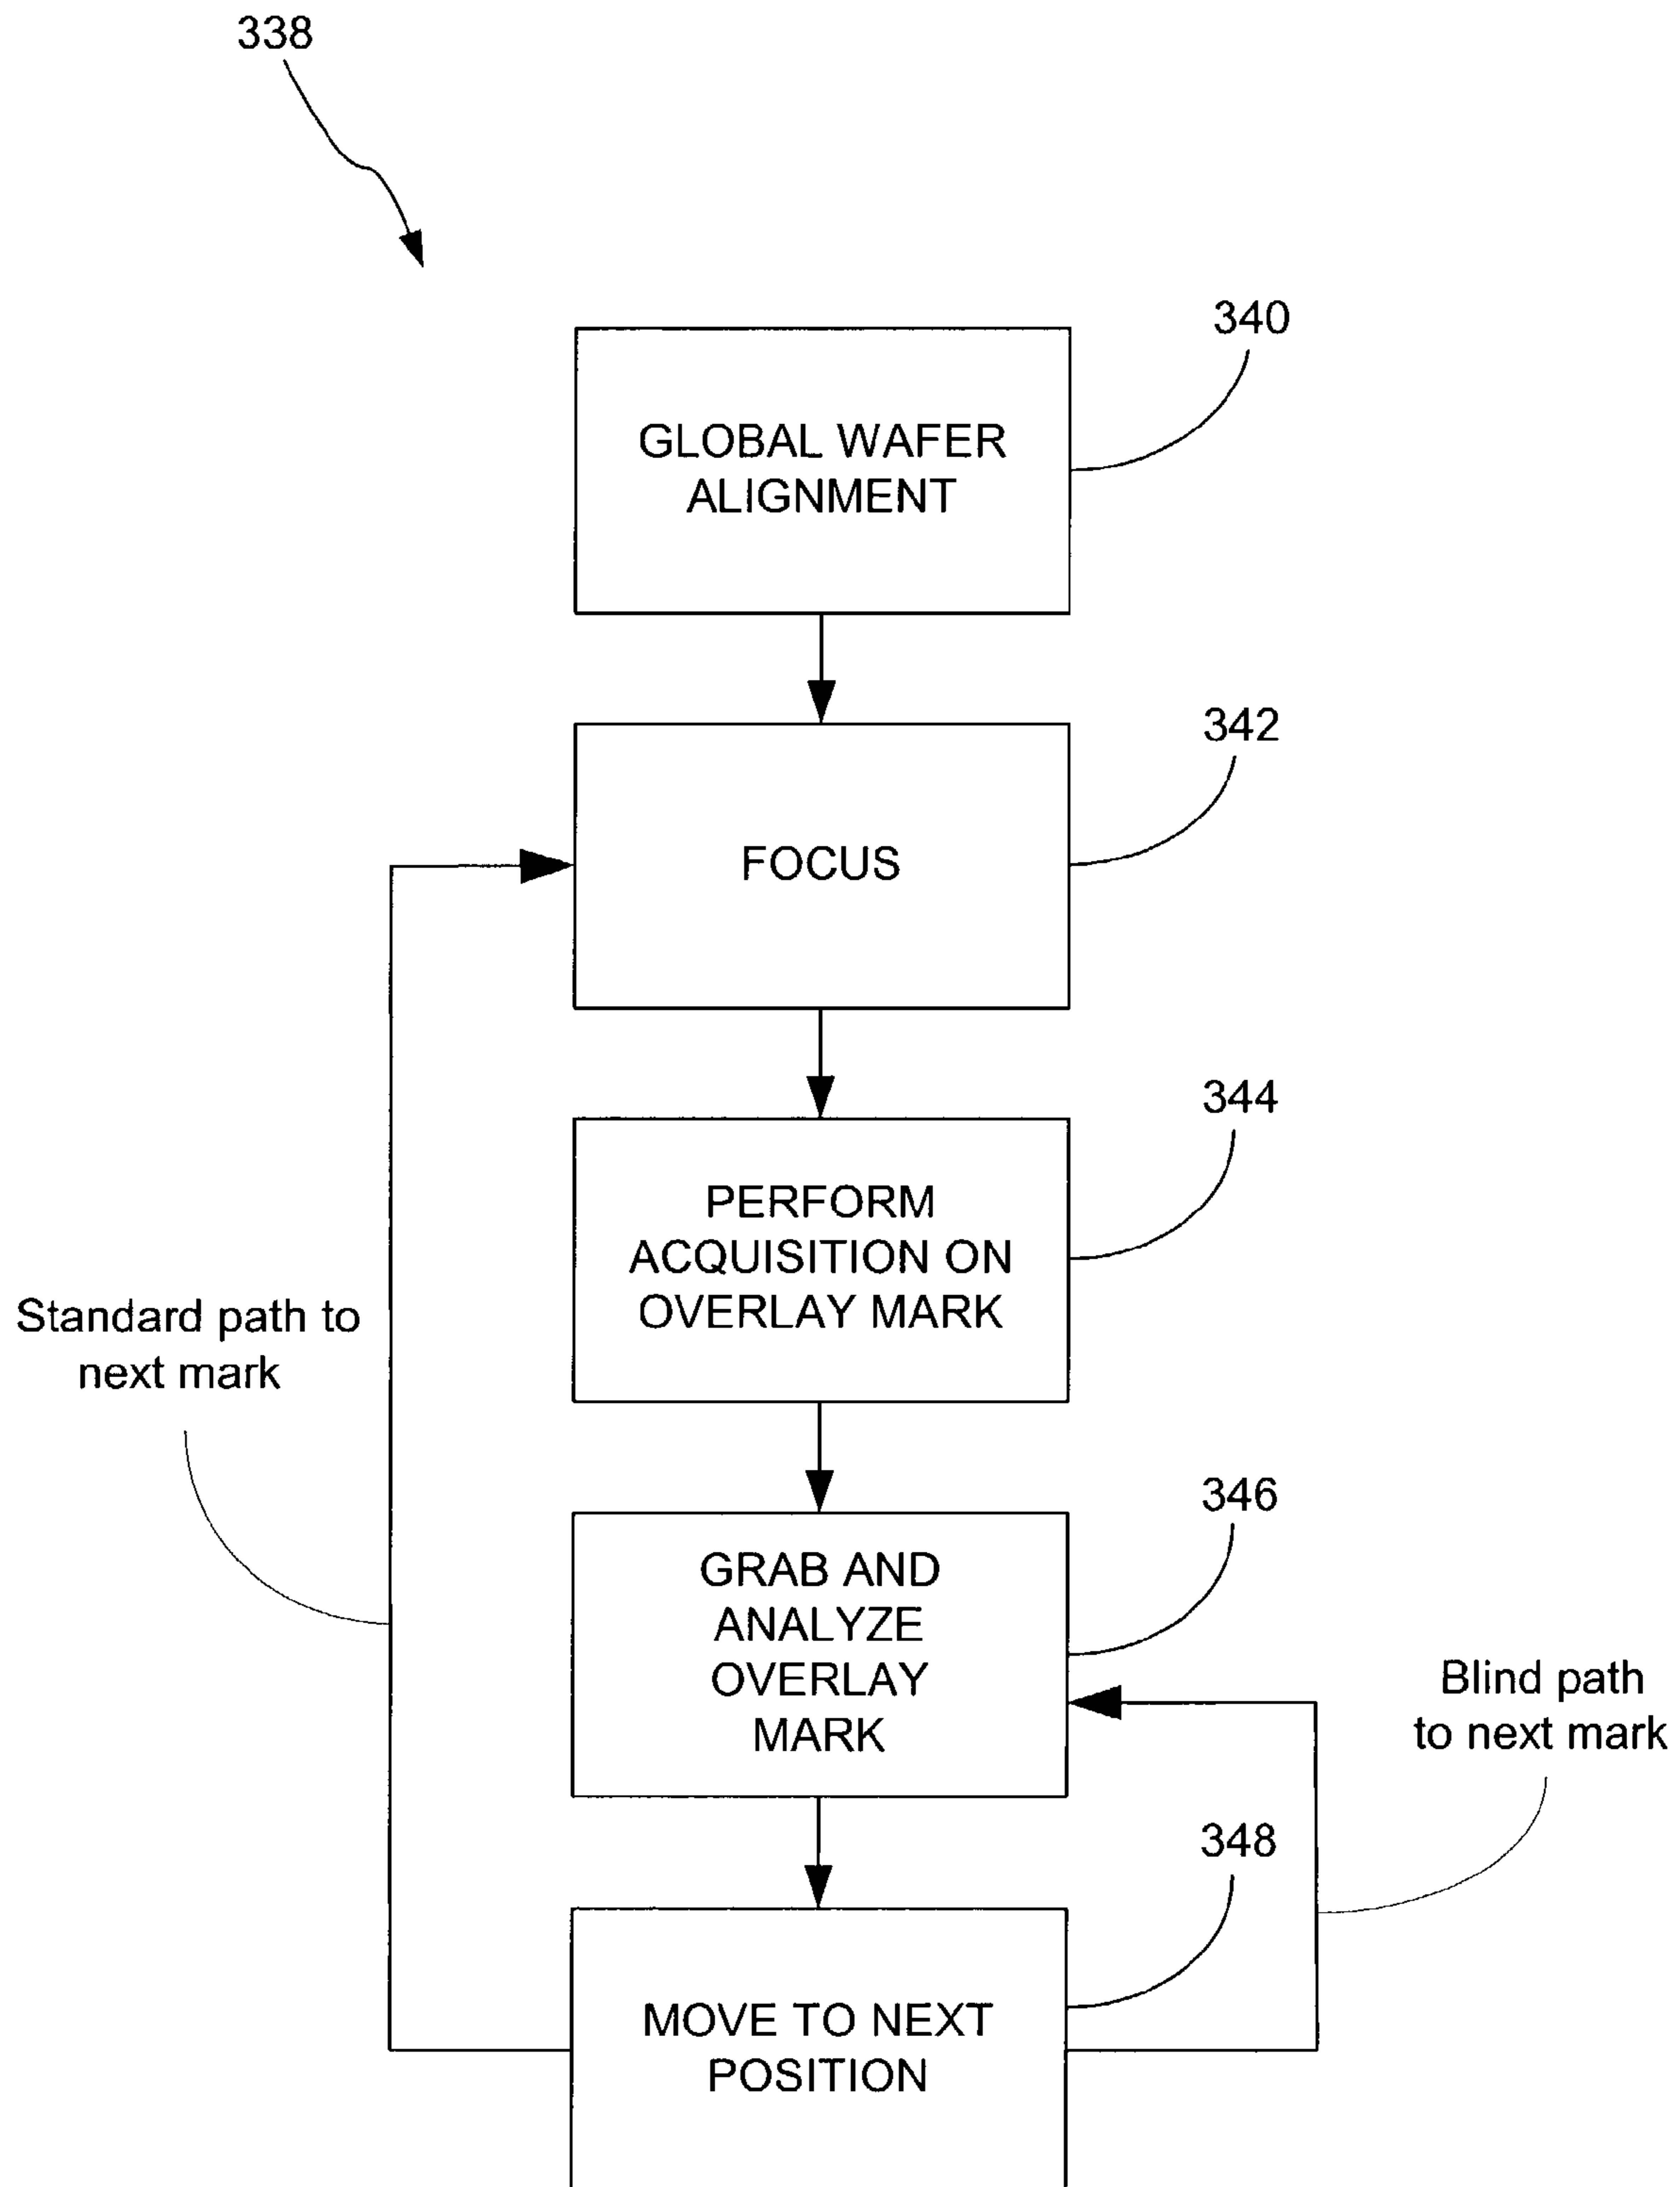 338
340
GLOBAL WAFER
ALIGNMENT
342
FOCUS
344
PERFORM
ACQUISITION ON
OVERLAY MARK
Standard path to
next mark
346
GRAB AND
ANALYZE
OVERLAY
MARK
Blind path
to next mark
348
MOVE TO NEXT
POSITION